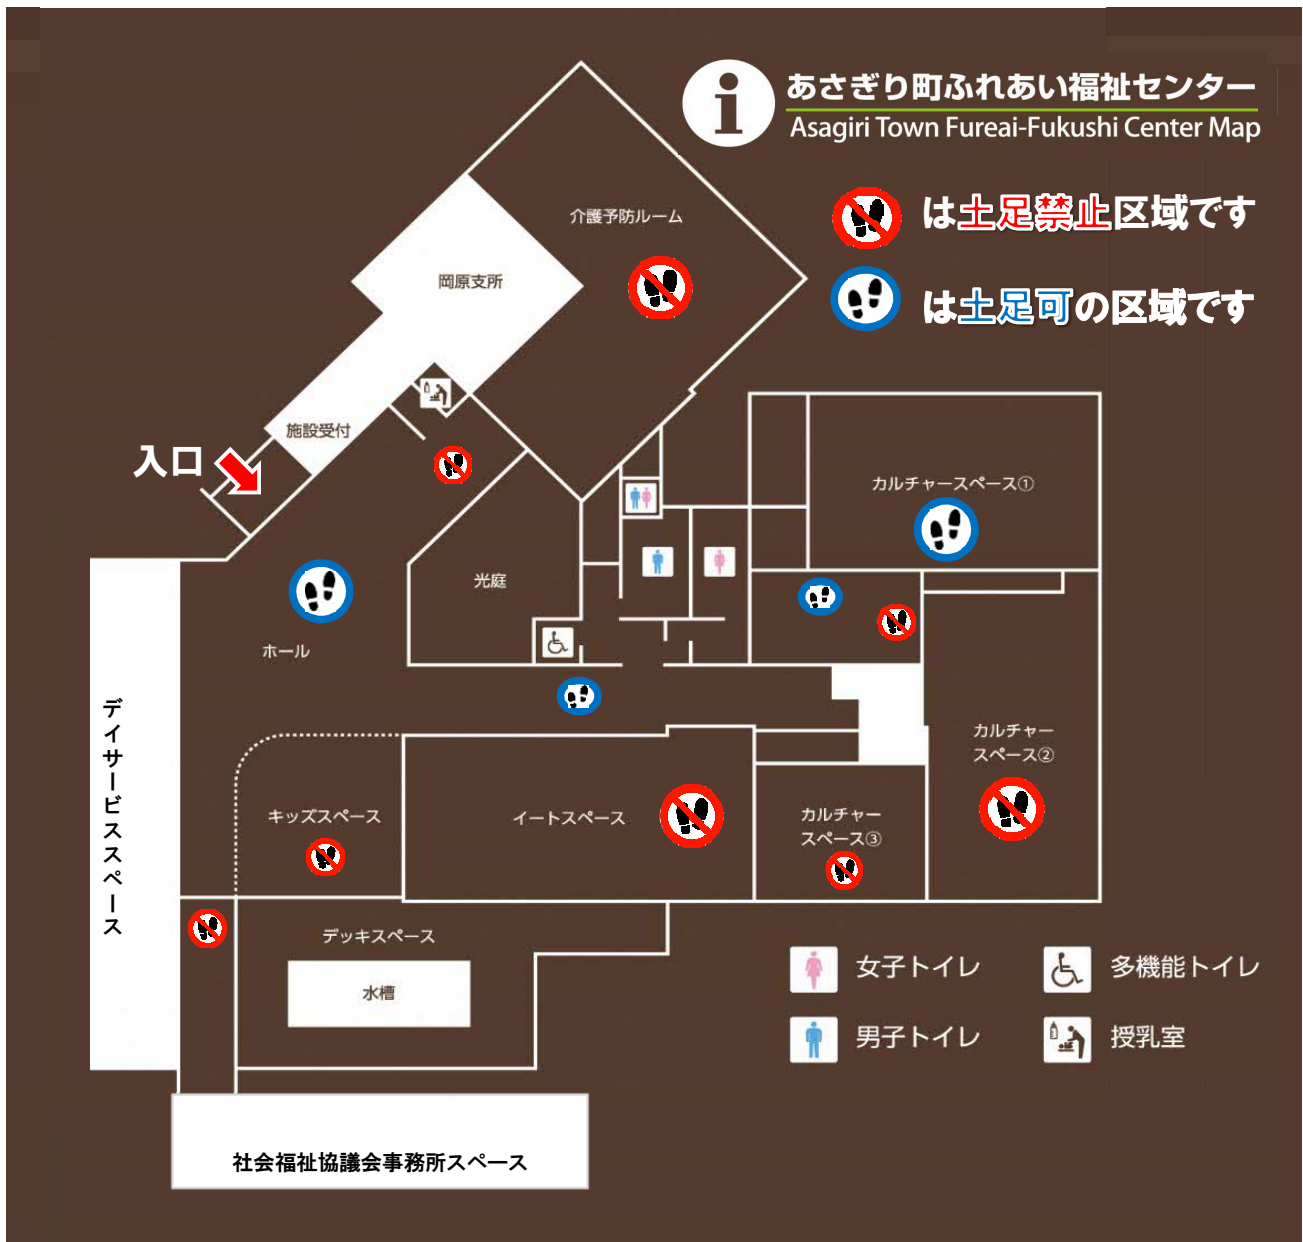 あさぎり町ふれあい福祉センター
Asagiri Town Fureai-Fukushi Center Map
は土足禁止区域です
は土足可の区域です
介護予防ルーム
岡原支所
施設受付
入口
カルチャースペース①
光庭
ホール
デイサービススペース
カルチャー
スペース②
キッズスペース
イートスペース
カルチャー
スペース③
デッキスペース
水槽
女子トイレ
多機能トイレ
男子トイレ
授乳室
社会福祉協議会事務所スペース